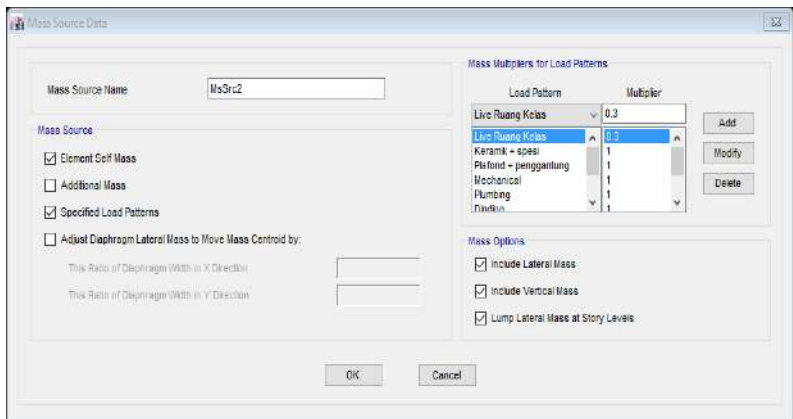 Mass Source Data
Mass Source Name
MsSrc2
Mass Source
Element Self Mass
Additional Mass
Specified Load Patterns
Adjust Diaphragm Lateral Mass to Move Mass Centroid by:
This Ratio of Diaphragm Width in X Direction
This Ratio of Diaphragm Width in Y Direction
Mass Multipliers for Load Patterns
Load Pattern Multiplier
Live Ruang Kelas 0.3
Live Ruang Kelas 0.3
Keramik + spesi 1
Plafond + penggantung 1
Mechanical 1
Plumbing 1
Dinding 1
Add
Modify
Delete
Mass Options
Include Lateral Mass
Include Vertical Mass
Lump Lateral Mass at Story Levels
OK Cancel